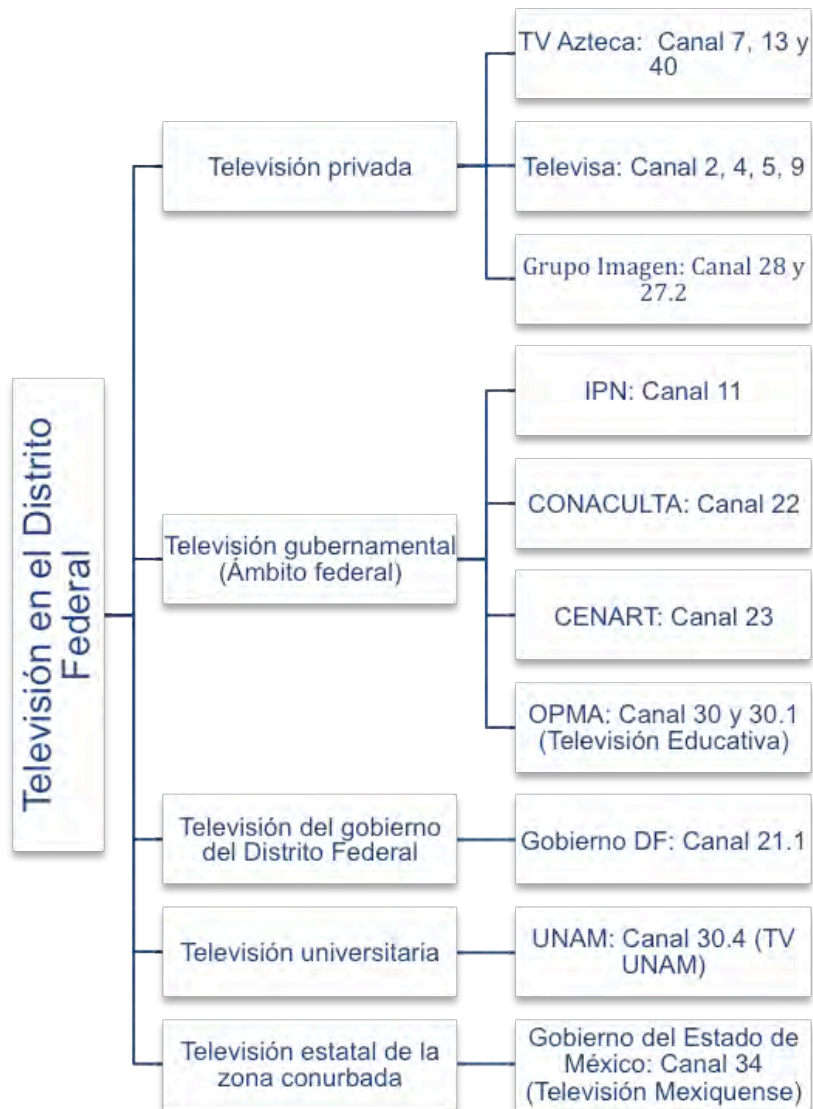 Televisión en el Distrito
Federal
Televisión privada
TV Azteca: Canal 7, 13 y
40
Televisa: Canal 2, 4, 5, 9
Grupo Imagen: Canal 28 y
27.2
Televisión gubernamental
(Ámbito federal)
IPN: Canal 11
CONACULTA: Canal 22
CENART: Canal 23
OPMA: Canal 30 y 30.1
(Televisión Educativa)
Televisión del gobierno
del Distrito Federal
Gobierno DF: Canal 21.1
Televisión universitaria
UNAM: Canal 30.4 (TV
UNAM)
Televisión estatal de la
zona conurbada
Gobierno del Estado de
México: Canal 34
(Televisión Mexiquense)